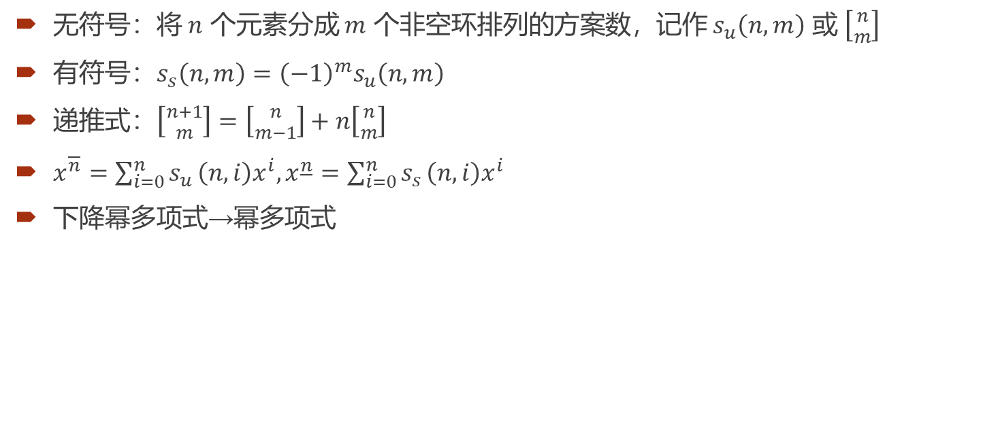 无符号：将 𝑛 个元素分成 𝑚 个非空环排列的方案数，记作 $s_u(n,m)$ 或 $\begin{bmatrix} n \\ m \end{bmatrix}$
有符号：$s_s(n,m) = (-1)^m s_u(n,m)$
递推式：$\begin{bmatrix} n+1 \\ m \end{bmatrix} = \begin{bmatrix} n \\ m-1 \end{bmatrix} + n\begin{bmatrix} n \\ m \end{bmatrix}$
$x^{\overline{n}} = \sum_{i=0}^{n} s_u(n,i)x^i, x^{\underline{n}} = \sum_{i=0}^{n} s_s(n,i)x^i$
下降幂多项式→幂多项式